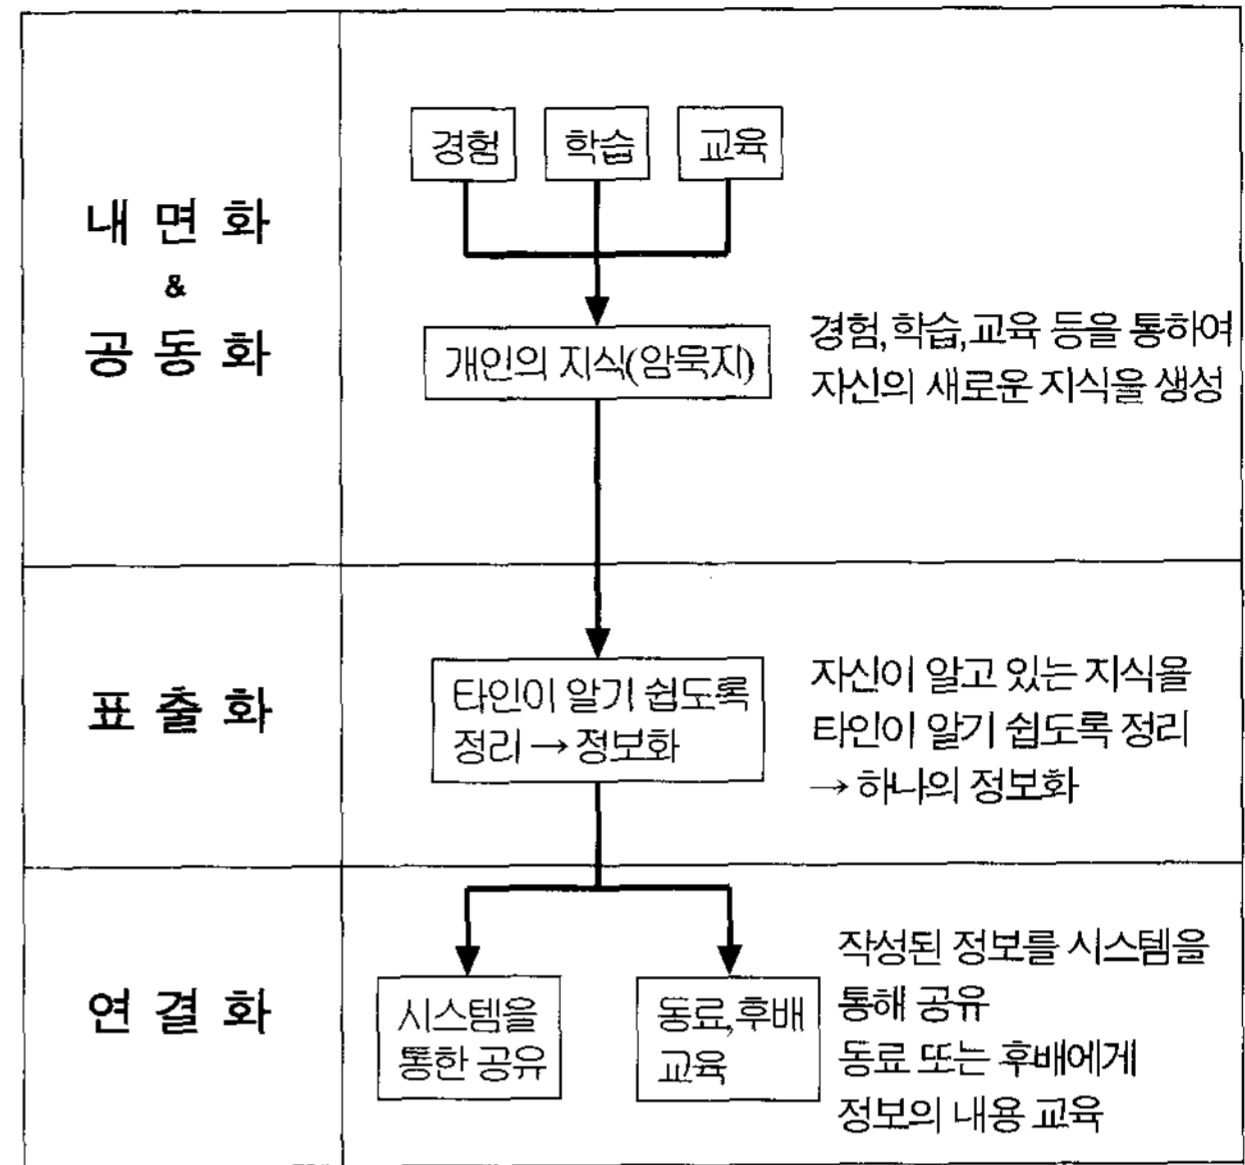 내 면 화
&
공 동 화
경험 학습 교육
개인의 지식(암묵지)
경험,학습,교육 등을 통하여
자신의 새로운 지식을 생성
표 출 화
타인이 알기 쉽도록
정리 → 정보화
자신이 알고 있는 지식을
타인이 알기 쉽도록 정리
→ 하나의 정보화
연 결 화
시스템을
통한 공유
동료,후배
교육
작성된 정보를 시스템을
통해 공유
동료 또는 후배에게
정보의 내용 교육